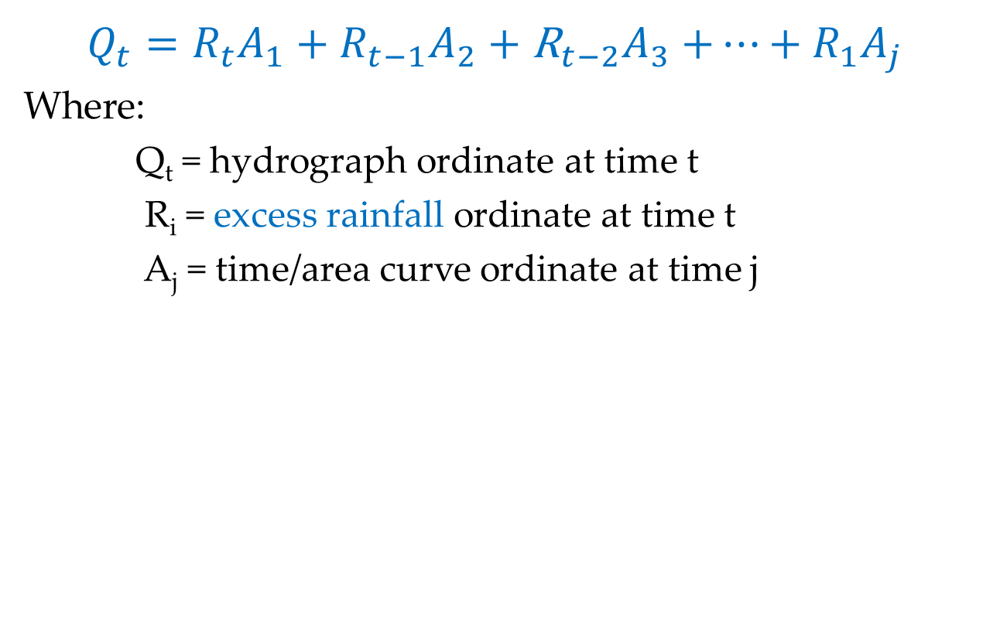 Qₜ = RₜA₁ + Rₜ₋₁A₂ + Rₜ₋₂A₃ + ⋯ + R₁Aⱼ
Where:
Qₜ = hydrograph ordinate at time t
Rᵢ = excess rainfall ordinate at time t
Aⱼ = time/area curve ordinate at time j